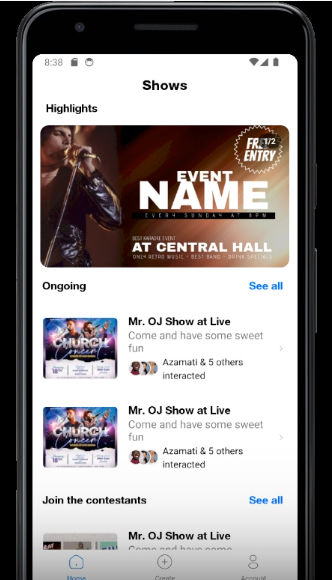 8:38
Shows
Highlights
1/2
FREE
ENTRY
EVENT
NAME
EVERY SUNDAY AT 8PM
BEST KARAOKE EVENT
AT CENTRAL HALL
ONLY RETRO MUSIC - BEST BAND - DRINK SPECIALS
Ongoing
See all
Mr. OJ Show at Live
Come and have some sweet
fun
Azamati & 5 others
interacted
CHURCH
Concert
Mr. OJ Show at Live
Come and have some sweet
fun
Azamati & 5 others
interacted
CHURCH
Concert
Join the contestants
See all
Mr. OJ Show at Live
Come and have some sweet
Home
Create
Account